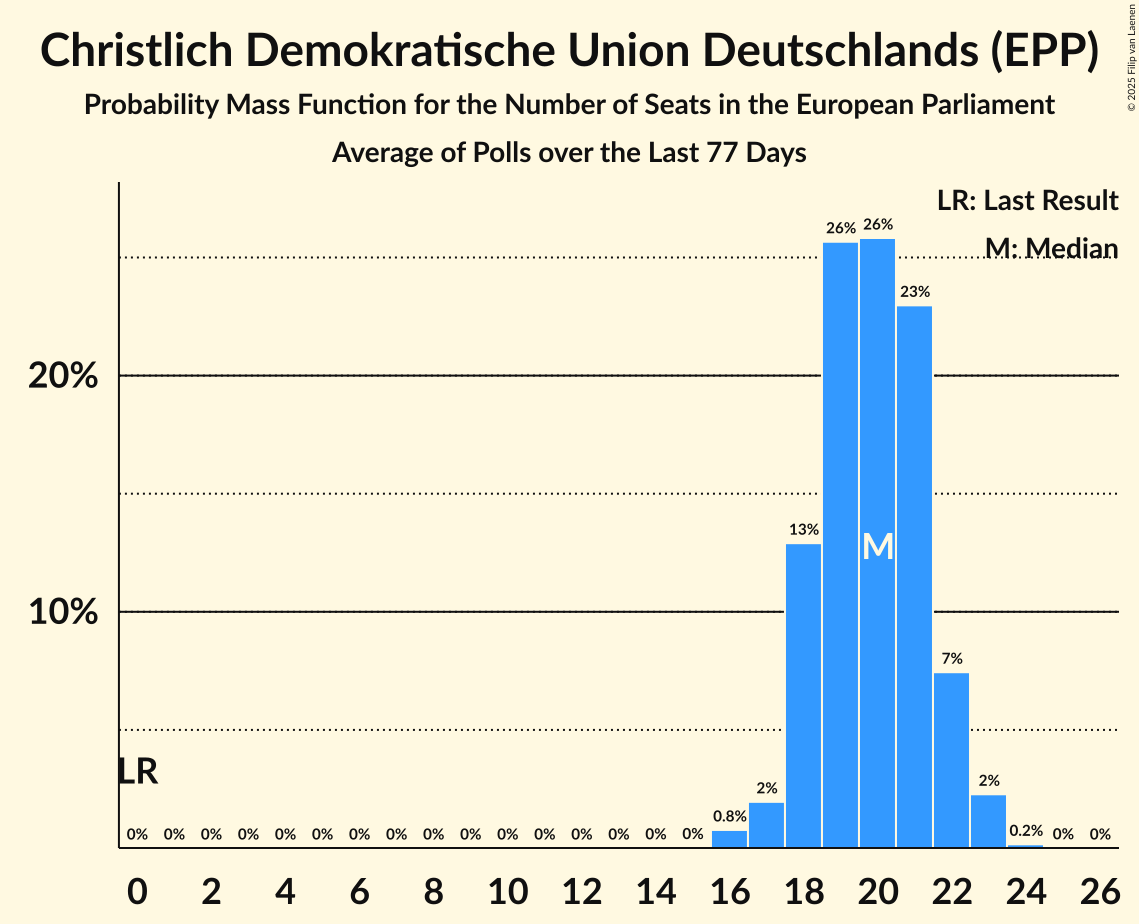 Christlich Demokratische Union Deutschlands (EPP)
Probability Mass Function for the Number of Seats in the European Parliament
Average of Polls over the Last 77 Days
© 2025 Filip van Laenen
LR: Last Result
M: Median
26% 26%
23%
20%
13%
M
10%
7%
LR
2% 2%
0% 0% 0% 0% 0% 0% 0% 0% 0% 0% 0% 0% 0% 0% 0% 0% 0.8% 0.2% 0% 0%
0 2 4 6 8 10 12 14 16 18 20 22 24 26